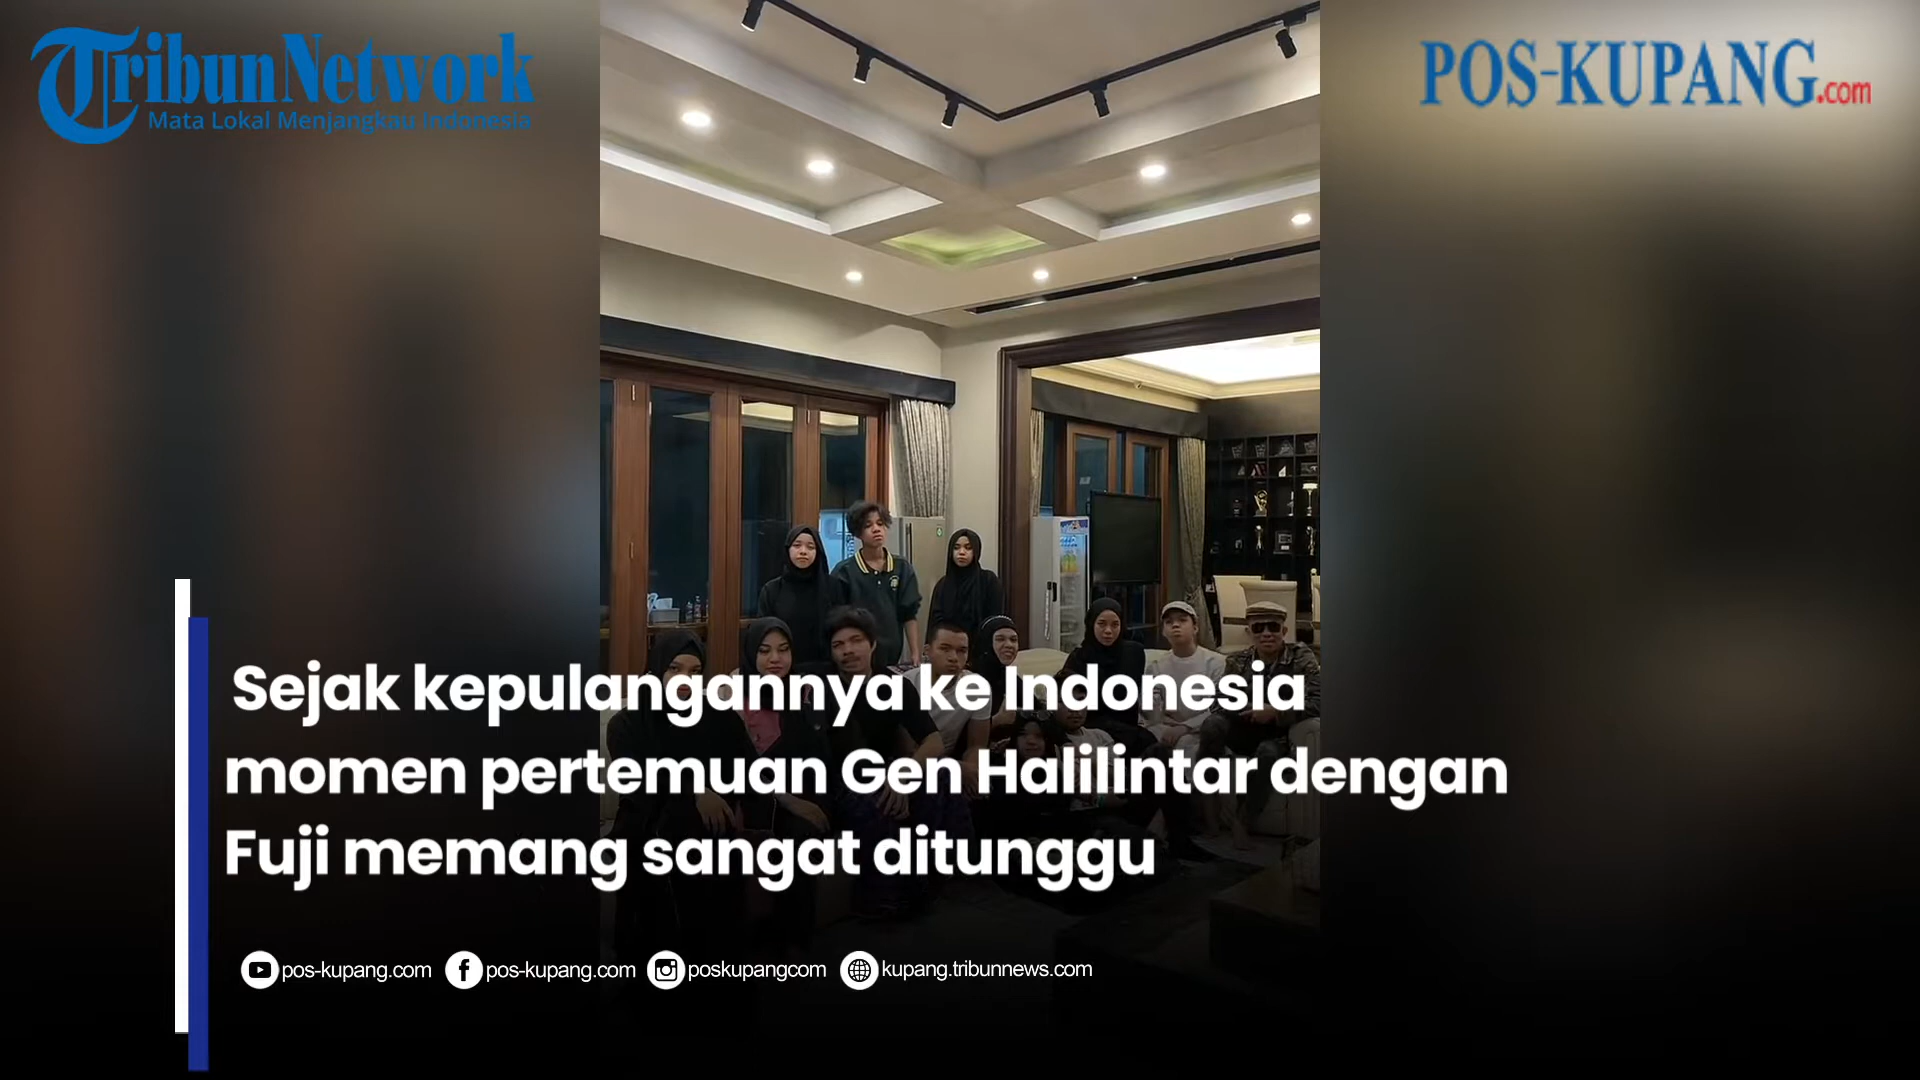 TribunNetwork
Mata Lokal Menjangkau Indonesia
POS-KUPANG.com
Sejak kepulangannya ke Indonesia
momen pertemuan Gen Halilintar dengan
Fuji memang sangat ditunggu
pos-kupang.com pos-kupang.com poskupangcom kupang.tribunnews.com